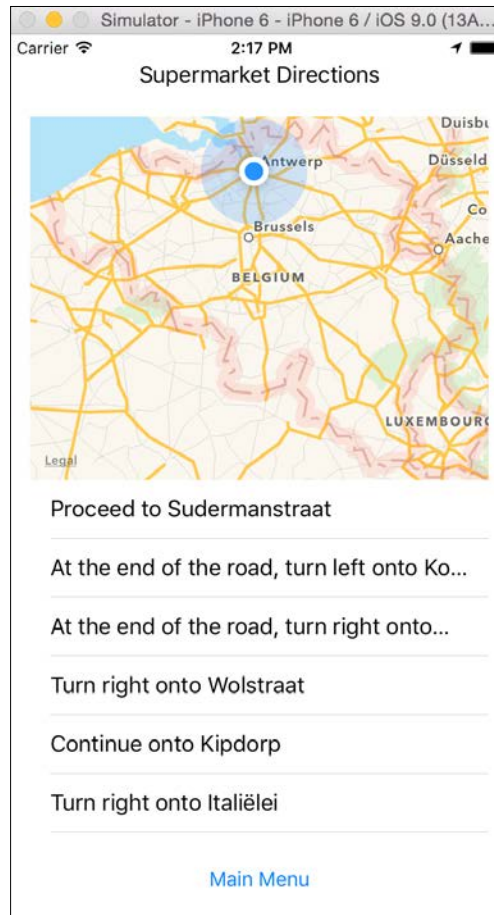 Simulator - iPhone 6 - iPhone 6 / iOS 9.0 (13A...
Carrier 2:17 PM
Supermarket Directions
Duisbu
Antwerp Düsseld
Brussels Co
Aache
BELGIUM
LUXEMBOURG
Legal
Proceed to Sudermanstraat
At the end of the road, turn left onto Ko...
At the end of the road, turn right onto...
Turn right onto Wolstraat
Continue onto Kipdorp
Turn right onto Italiëlei
Main Menu